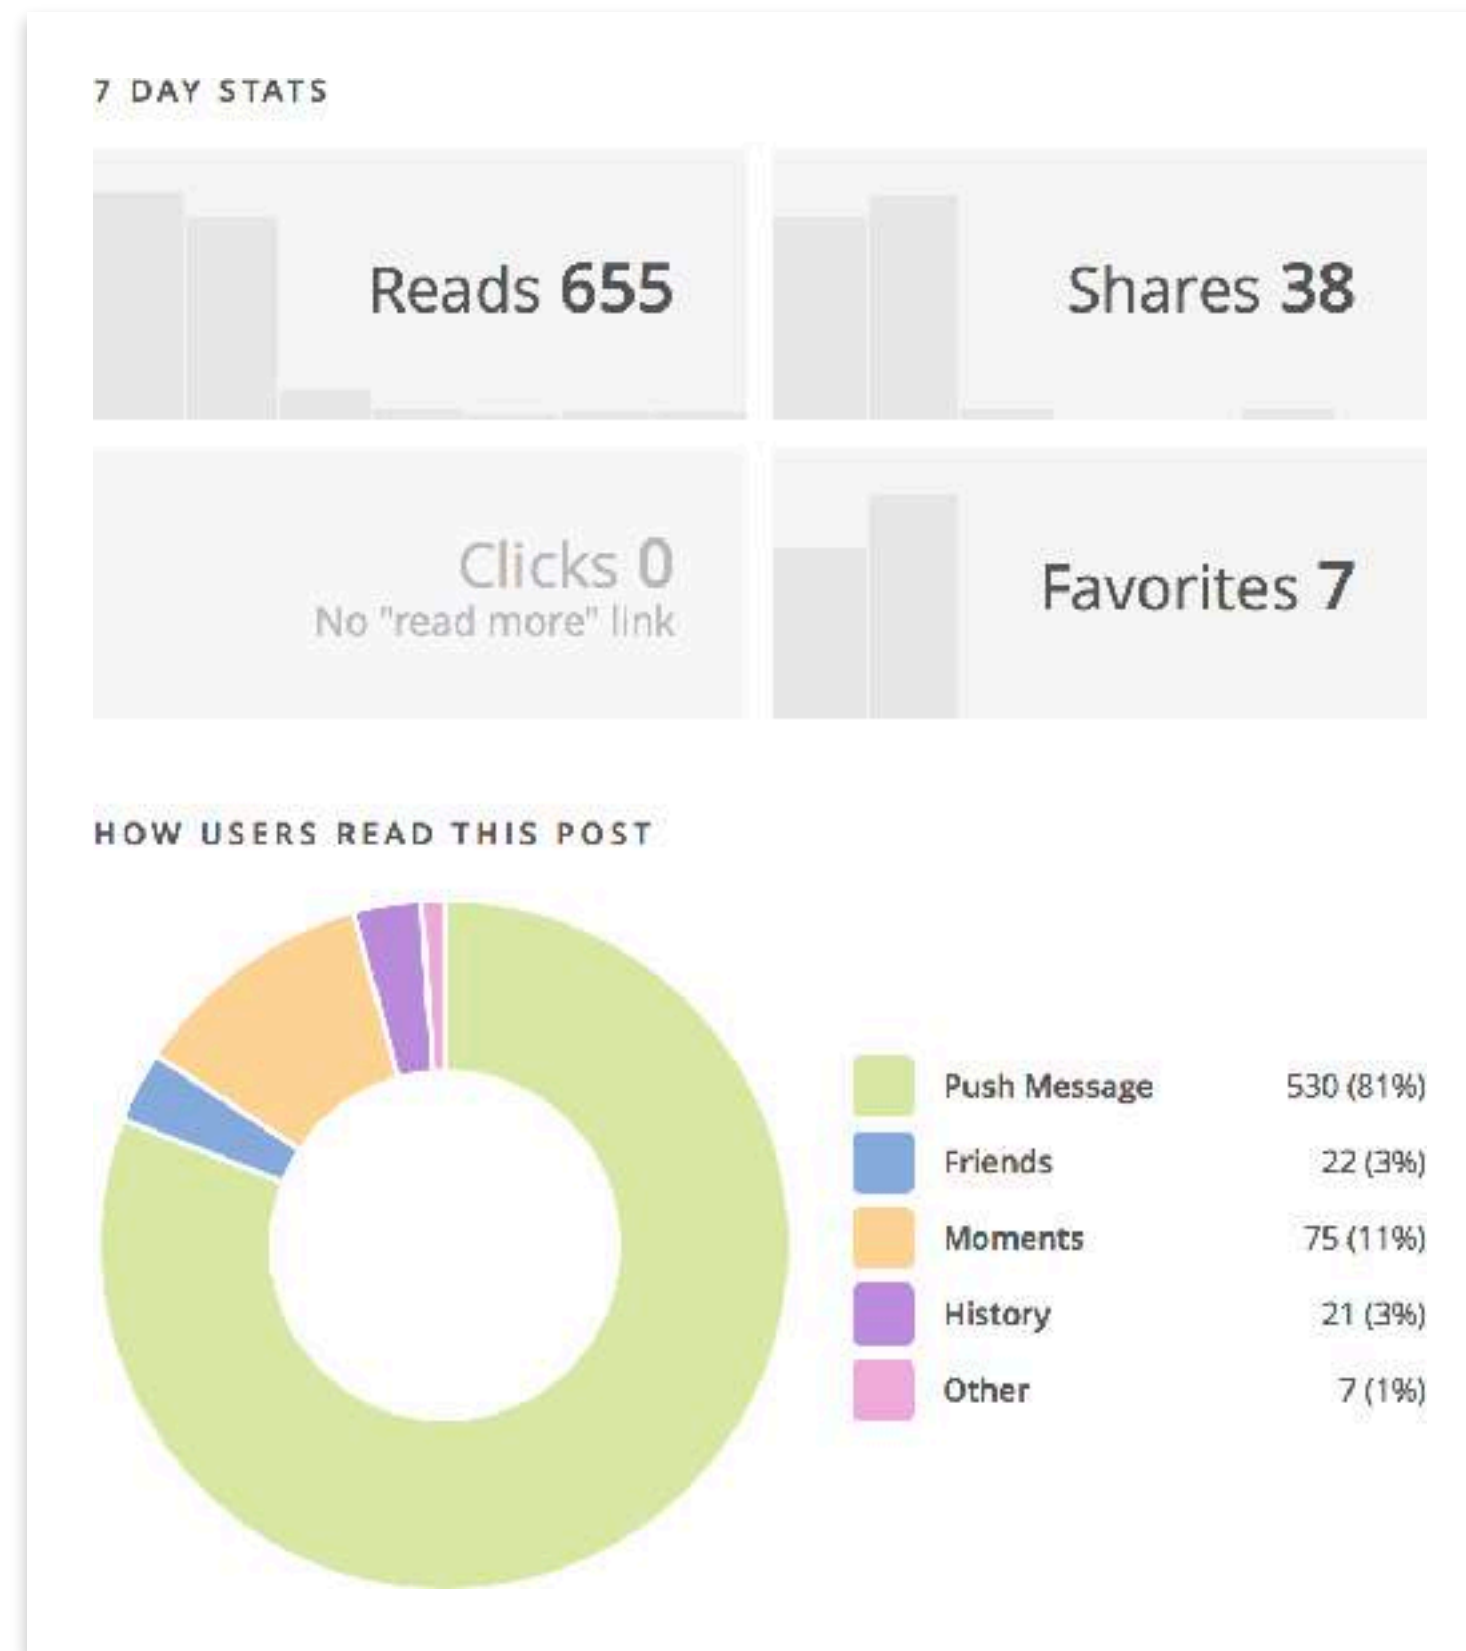 7 DAY STATS
Reads 655
Shares 38
Clicks 0
No "read more" link
Favorites 7
HOW USERS READ THIS POST
Push Message 530 (81%)
Friends 22 (3%)
Moments 75 (11%)
History 21 (3%)
Other 7 (1%)